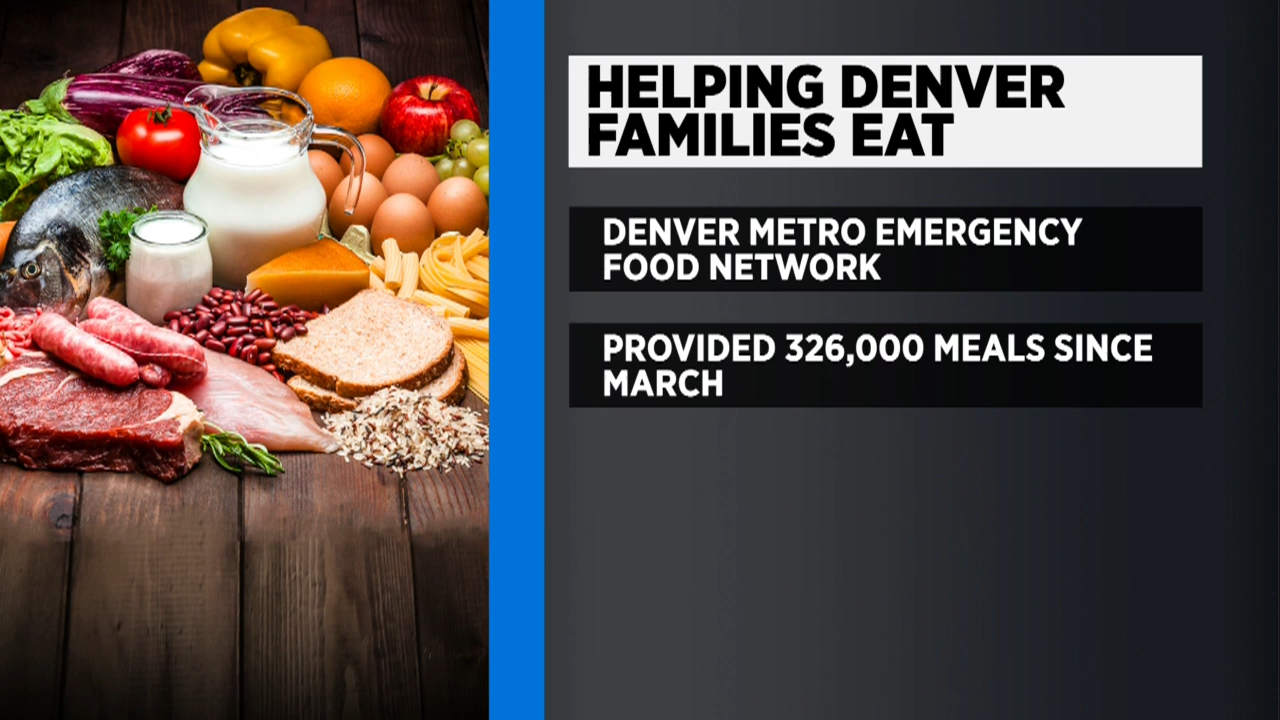 HELPING DENVER
FAMILIES EAT
DENVER METRO EMERGENCY
FOOD NETWORK
PROVIDED 326,000 MEALS SINCE
MARCH